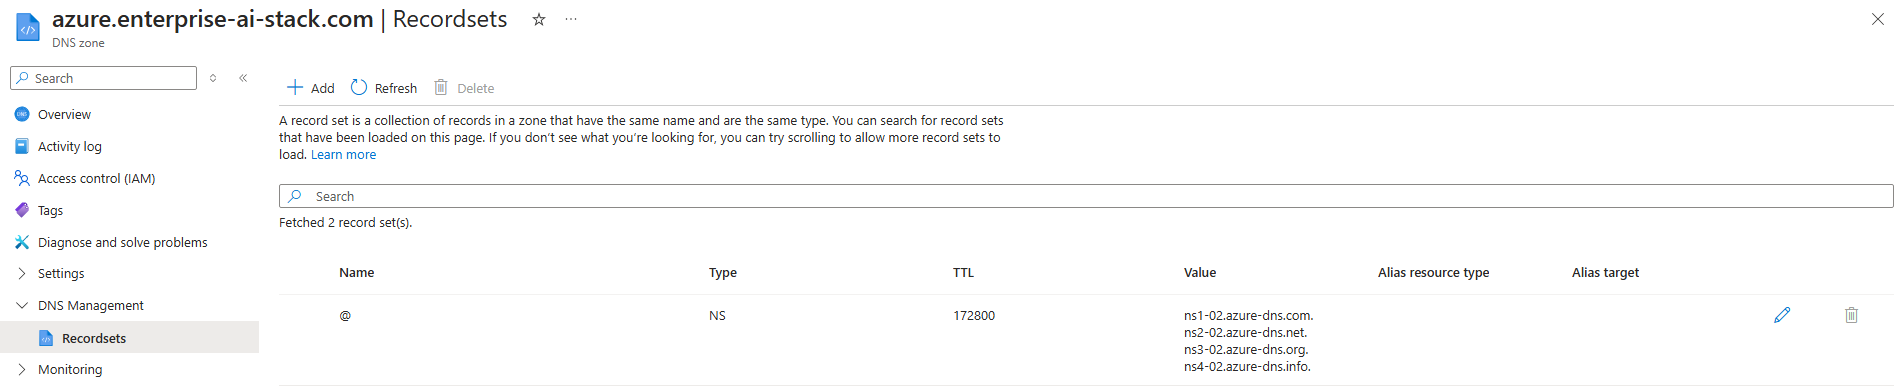 azure.enterprise-ai-stack.com | Recordsets
DNS zone
Search
Overview
Activity log
Access control (IAM)
Tags
Diagnose and solve problems
Settings
DNS Management
Recordsets
Monitoring
Add Refresh Delete
A record set is a collection of records in a zone that have the same name and are the same type. You can search for record sets
that have been loaded on this page. If you don't see what you're looking for, you can try scrolling to allow more record sets to
load. Learn more
Search
Fetched 2 record set(s).
Name Type TTL Value Alias resource type Alias target
@ NS 172800 ns1-02.azure-dns.com.
ns2-02.azure-dns.net.
ns3-02.azure-dns.org.
ns4-02.azure-dns.info.